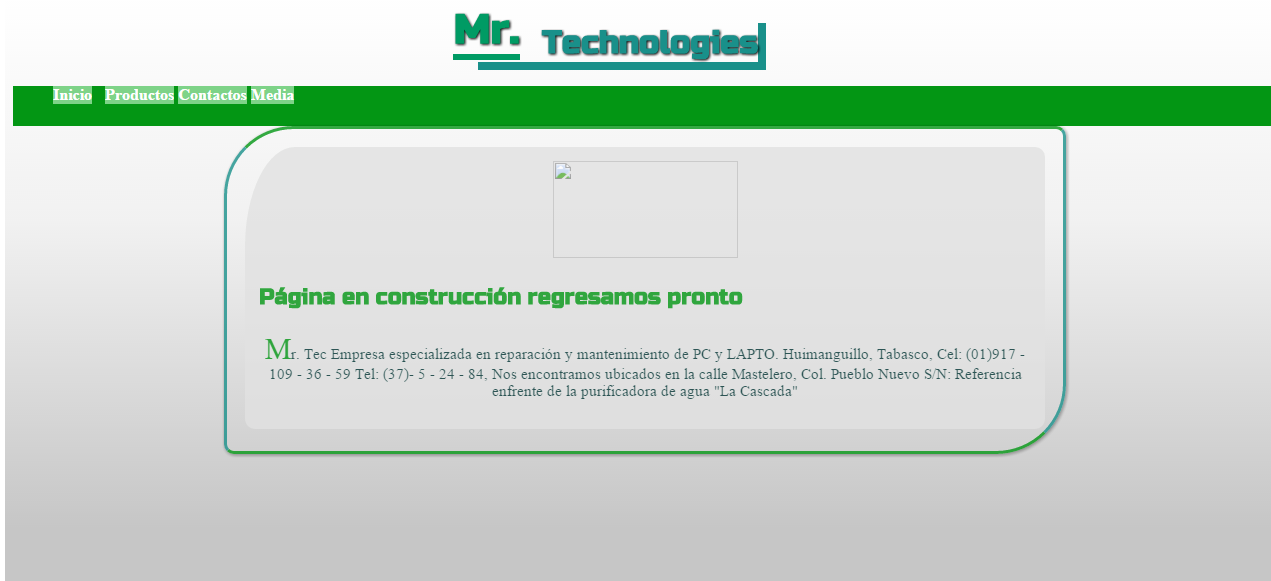 Mr. Technologies
Inicio Productos Contactos Media
Página en construcción regresamos pronto
Mr. Tec Empresa especializada en reparación y mantenimiento de PC y LAPTO. Huimanguillo, Tabasco, Cel: (01)917 -
109 - 36 - 59 Tel: (37)- 5 - 24 - 84, Nos encontramos ubicados en la calle Mastelero, Col. Pueblo Nuevo S/N: Referencia
enfrente de la purificadora de agua "La Cascada"